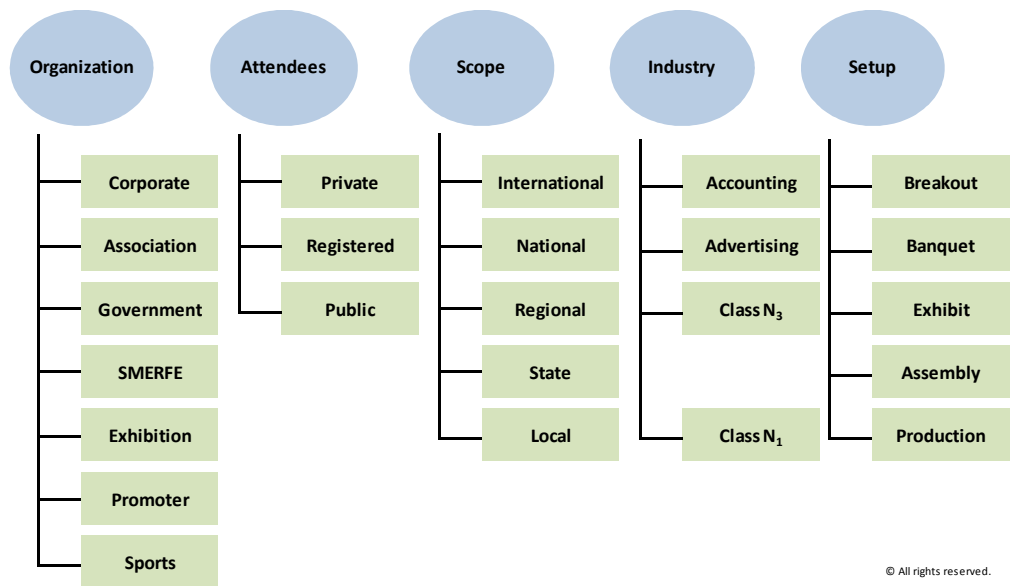 Organization
Attendees
Scope
Industry
Setup
Corporate
Association
Government
SMERFE
Exhibition
Promoter
Sports
Private
Registered
Public
International
National
Regional
State
Local
Accounting
Advertising
Class N₃
Class N₁
Breakout
Banquet
Exhibit
Assembly
Production
© All rights reserved.